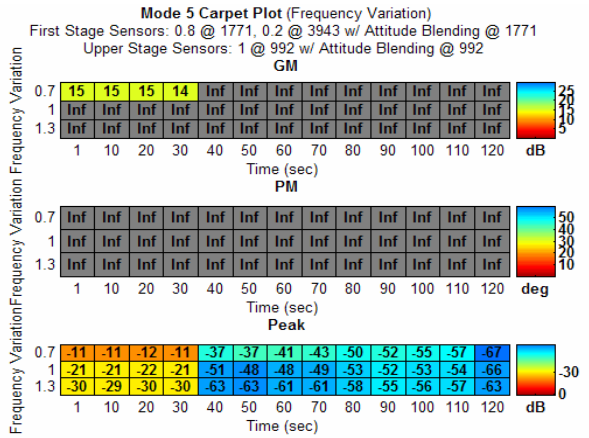 Mode 5 Carpet Plot (Frequency Variation)
First Stage Sensors: 0.8 @ 1771, 0.2 @ 3943 w/ Attitude Blending @ 1771
Upper Stage Sensors: 1 @ 992 w/ Attitude Blending @ 992
GM
Frequency Variation
0.7 15 15 15 14 Inf Inf Inf Inf Inf Inf Inf Inf Inf
1 Inf Inf Inf Inf Inf Inf Inf Inf Inf Inf Inf Inf Inf
1.3 Inf Inf Inf Inf Inf Inf Inf Inf Inf Inf Inf Inf Inf
1 10 20 30 40 50 60 70 80 90 100 110 120
Time (sec)
25
20
15
10
5
dB
PM
Frequency Variation
0.7 Inf Inf Inf Inf Inf Inf Inf Inf Inf Inf Inf Inf Inf
1 Inf Inf Inf Inf Inf Inf Inf Inf Inf Inf Inf Inf Inf
1.3 Inf Inf Inf Inf Inf Inf Inf Inf Inf Inf Inf Inf Inf
1 10 20 30 40 50 60 70 80 90 100 110 120
Time (sec)
50
40
30
20
10
deg
Peak
Frequency Variation
0.7 -11 -11 -12 -11 -37 -37 -41 -43 -50 -52 -55 -57 -67
1 -21 -21 -22 -21 -51 -48 -48 -49 -53 -52 -53 -54 -66
1.3 -30 -29 -30 -30 -63 -63 -61 -61 -58 -55 -56 -57 -63
1 10 20 30 40 50 60 70 80 90 100 110 120
Time (sec)
-30
0
dB